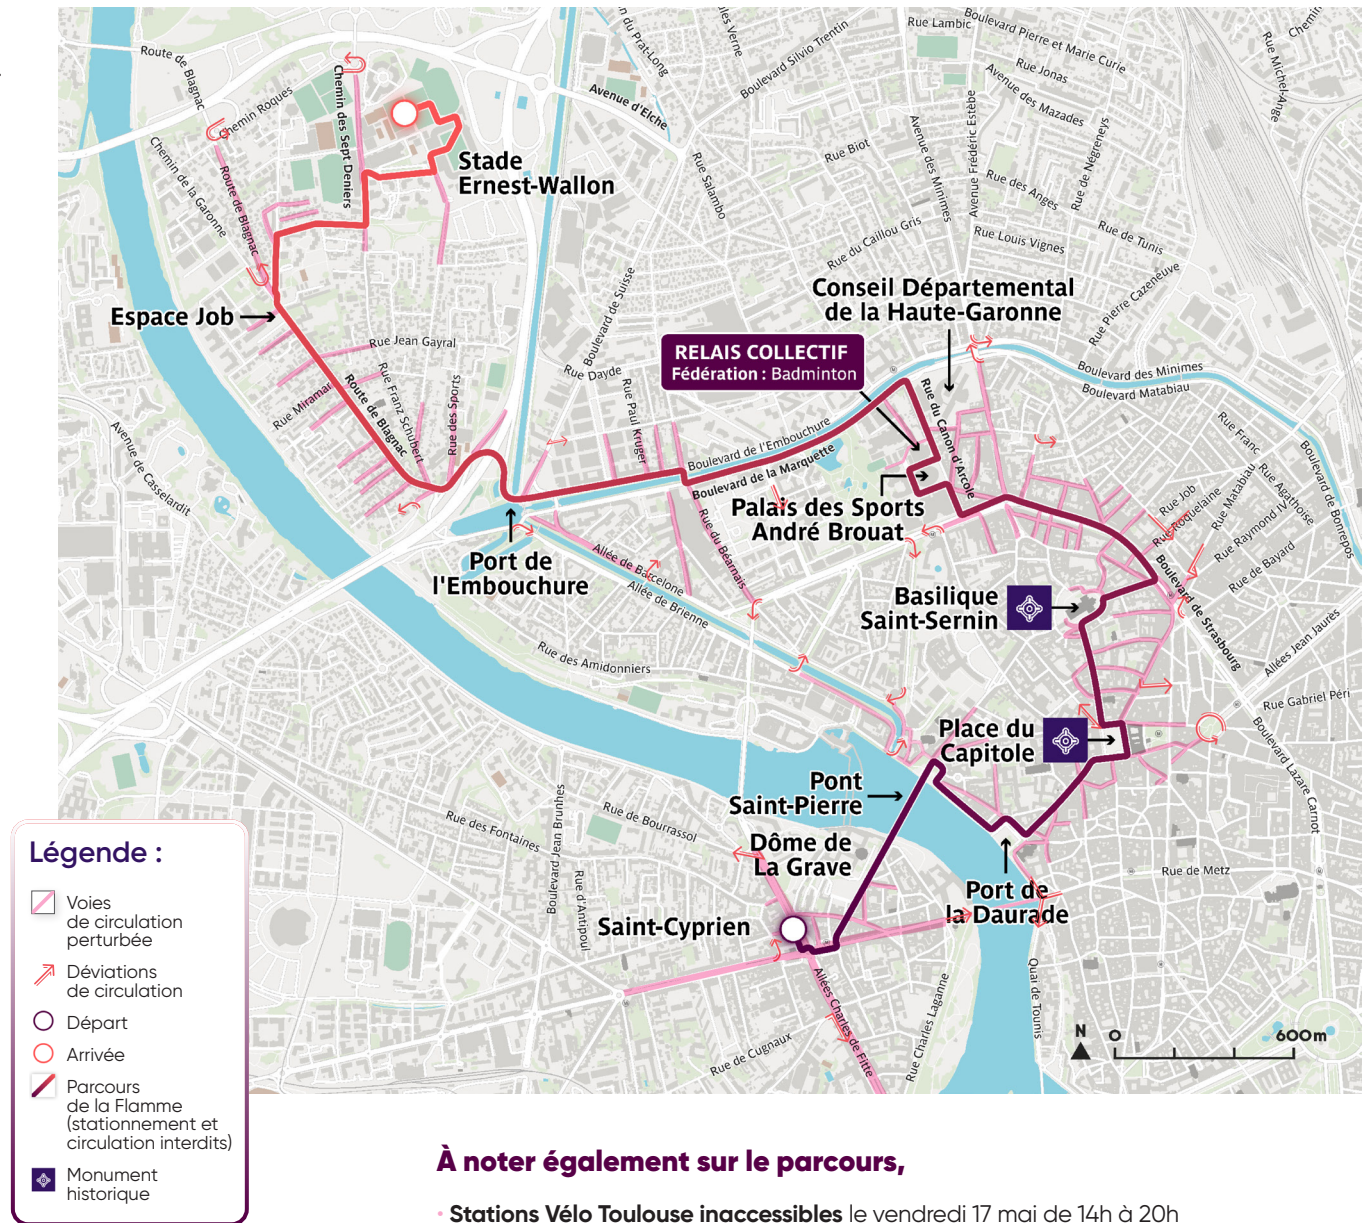 Route de Blagnac
Chemin Roques
Chemin de la Garonne
Route de Blagnac
Chemin des Sept Deniers
Stade
Ernest-Wallon
Avenue d'Elche
Boulevard Silvio Trentin
Rue Lambic
Boulevard Pierre et Marie Curie
Rue Jonas
Avenue des Mazades
Rue Michel-Ange
Rue Salambo
Rue Biot
Avenue des Minimes
Avenue Frédéric Estèbe
Rue des Anges
Rue de Négreneys
Rue du Caillou Gris
Rue Louis Vignes
Rue de Tunis
Rue Pierre Cazeneuve
Conseil Départemental
de la Haute-Garonne
Espace Job
Boulevard de Suisse
Rue Jean Gayral
Rue Dayde
RELAIS COLLECTIF
Fédération : Badminton
Boulevard des Minimes
Boulevard Matabiau
Rue Miramar
Route de Blagnac
Rue Franz Schubert
Rue des Sports
Rue Paul Kruger
Boulevard de l'Embouchure
Boulevard de la Marquette
Rue du Canon d'Arcole
Avenue de Casselardit
Palais des Sports
André Brouat
Rue Franc
Rue Matabiau
Rue Agathoise
Boulevard de Bonrepos
Rue Job
Rue Roquelaine
Rue Raymond IV
Rue de Bayard
Rue du Béarnais
Port de
l'Embouchure
Allée de Barcelone
Allée de Brienne
Basilique
Saint-Sernin
Boulevard de Strasbourg
Allées Jean Jaurès
Rue des Amidonniers
Rue Gabriel Péri
Place du
Capitole
Boulevard Lazare Carnot
Pont
Saint-Pierre
Rue des Fontaines
Boulevard Jean Brunhes
Rue de Bourrassol
Dôme de
La Grave
Rue d'Antipoul
Rue de Metz
Port de
la Daurade
Saint-Cyprien
Allées Charles de Fitte
Rue Charles Laganne
Quai de Tounis
Rue de Cugnaux
N
0
600m
Légende :
Voies
de circulation
perturbée
Déviations
de circulation
Départ
Arrivée
Parcours
de la Flamme
(stationnement et
circulation interdits)
Monument
historique
À noter également sur le parcours,
• Stations Vélo Toulouse inaccessibles le vendredi 17 mai de 14h à 20h